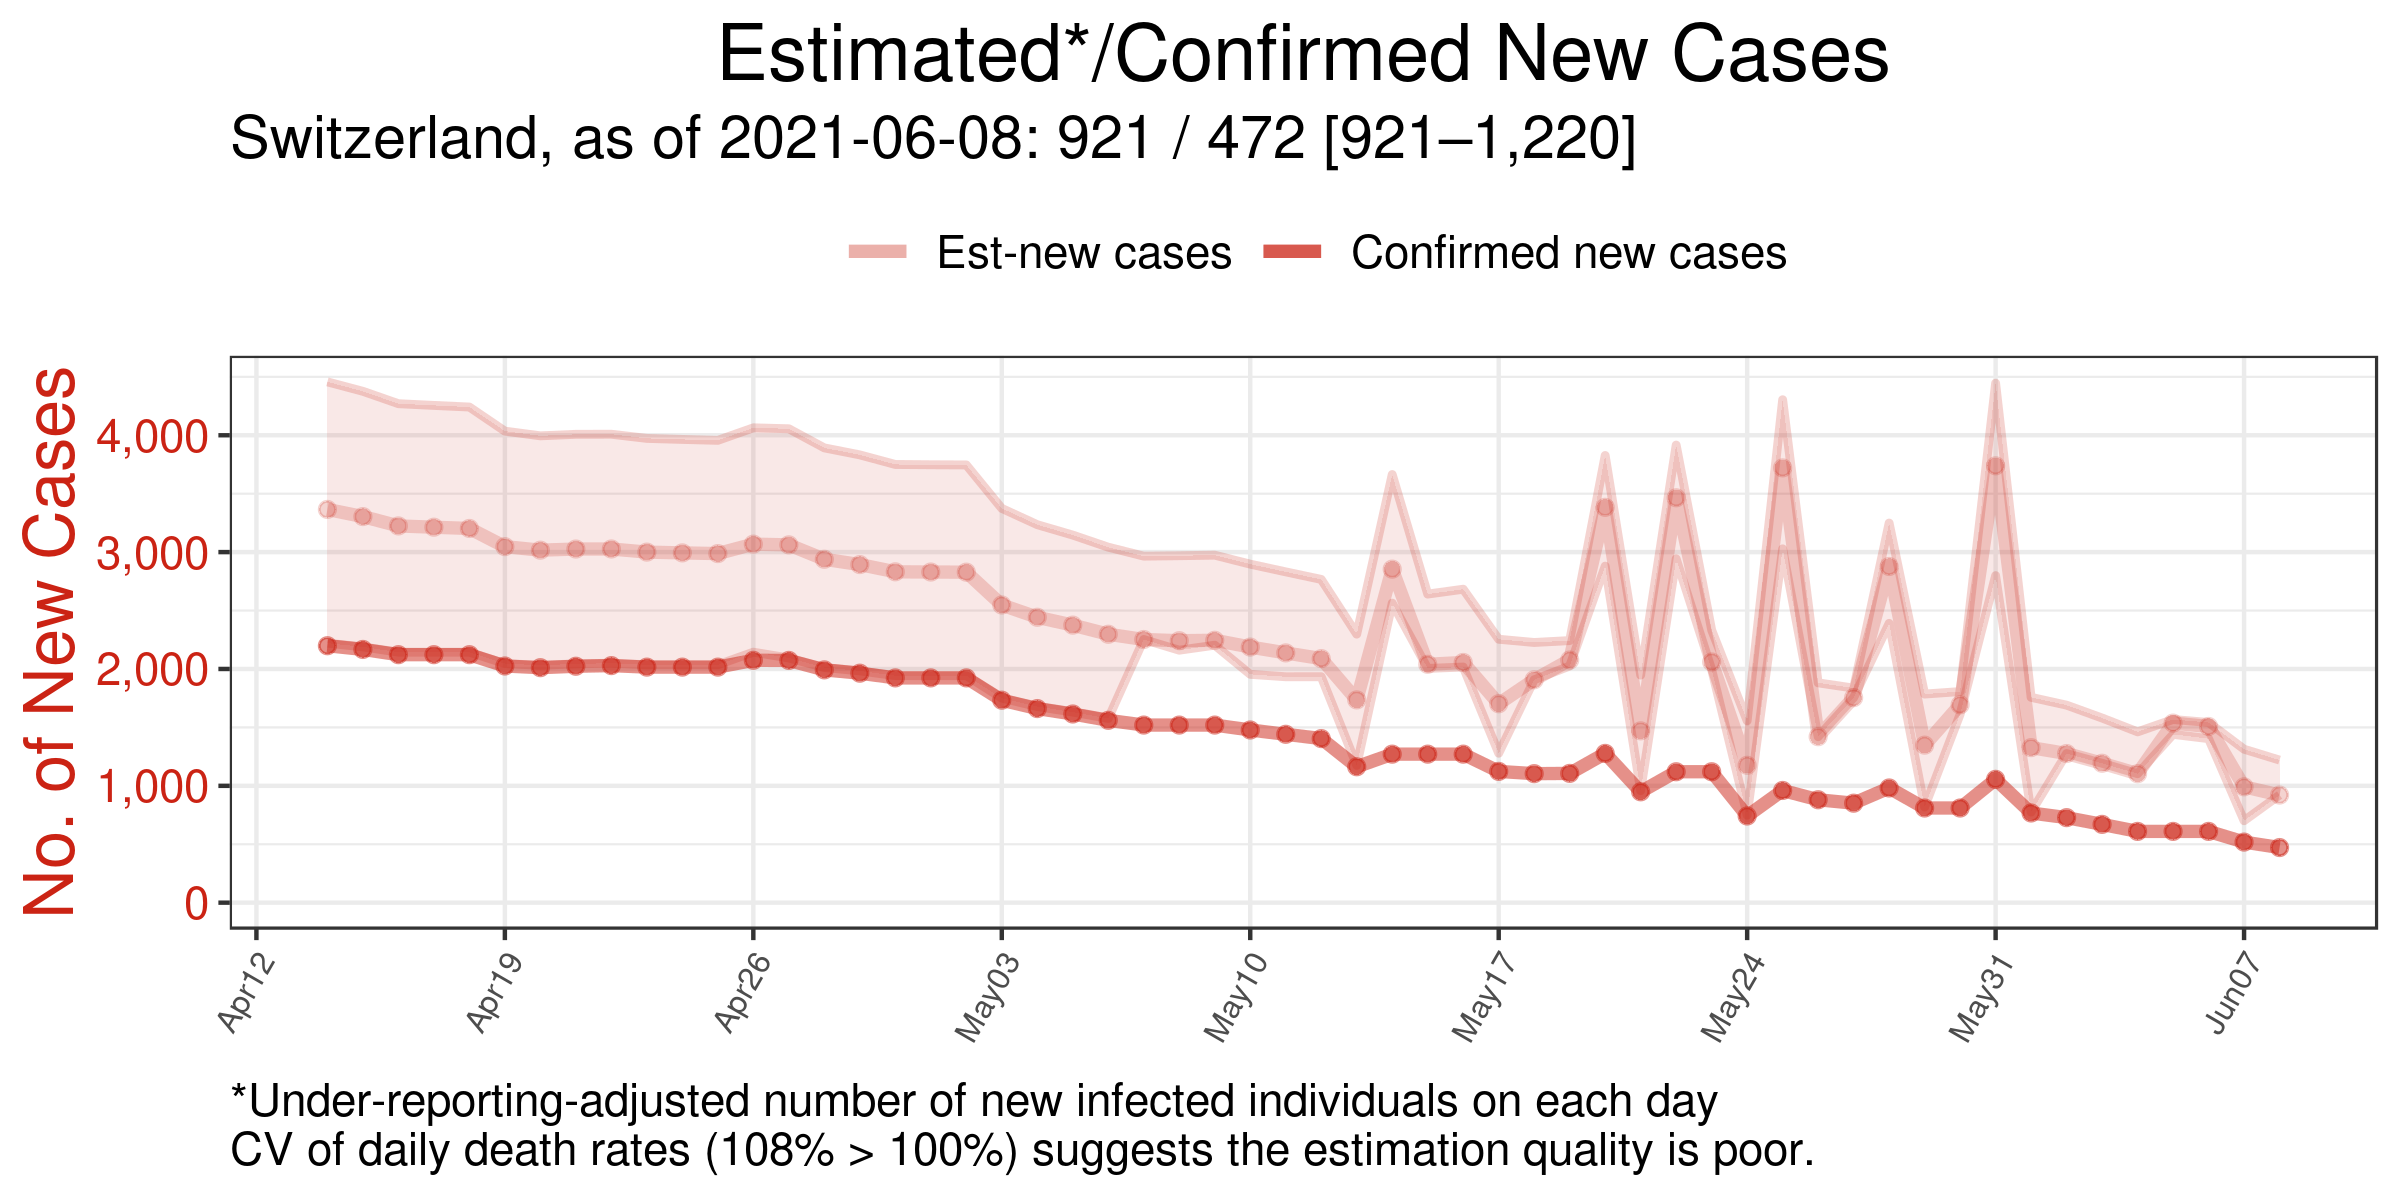 Estimated*/Confirmed New Cases
Switzerland, as of 2021-06-08: 921 / 472 [921–1,220]
Est-new cases
Confirmed new cases
No. of New Cases
4,000
3,000
2,000
1,000
0
Apr12
Apr19
Apr26
May03
May10
May17
May24
May31
Jun07
*Under-reporting-adjusted number of new infected individuals on each day
CV of daily death rates (108% > 100%) suggests the estimation quality is poor.